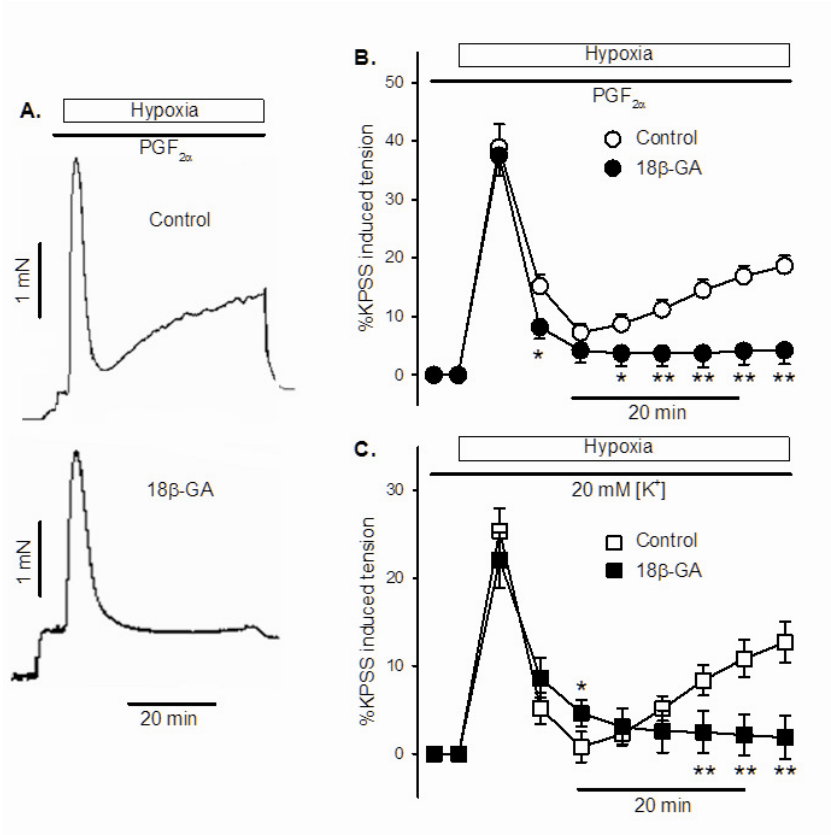 A.
Hypoxia
PGF2α
Control
1 mN
18β-GA
1 mN
20 min
B.
Hypoxia
PGF2α
Control
18β-GA
%KPSS induced tension
50
40
30
20
10
0
* * ** ** ** **
20 min
C.
Hypoxia
20 mM [K+]
Control
18β-GA
%KPSS induced tension
30
20
10
0
*
** ** **
20 min